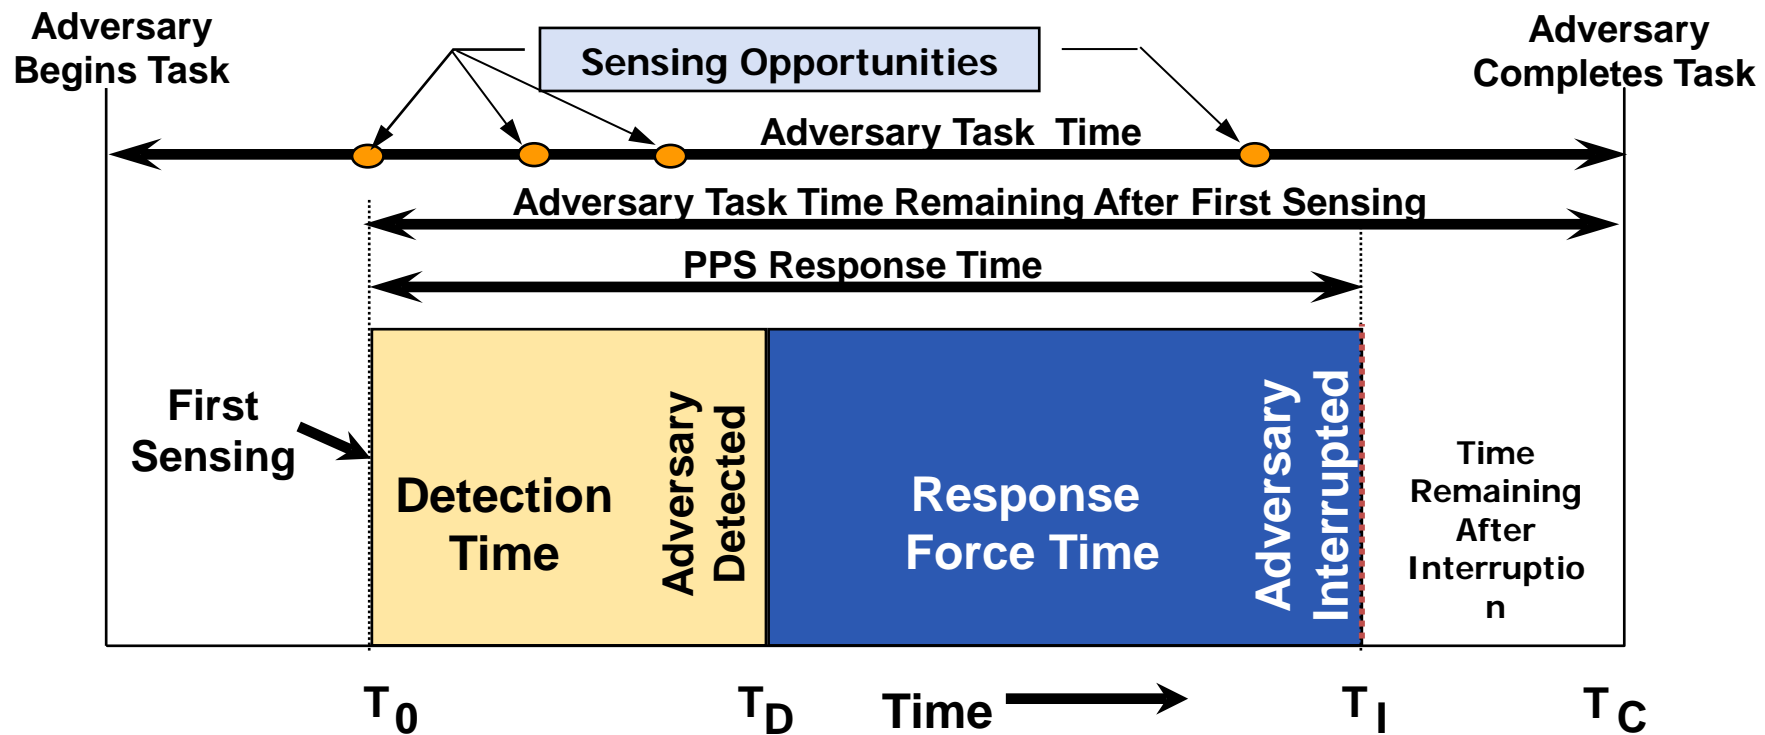 Adversary
Begins Task
Sensing Opportunities
Adversary
Completes Task
Adversary Task Time
Adversary Task Time Remaining After First Sensing
PPS Response Time
First
Sensing
Detection
Time
Adversary
Detected
Response
Force Time
Adversary
Interrupted
Time
Remaining
After
Interruptio
n
T0
TD
Time
TI
TC